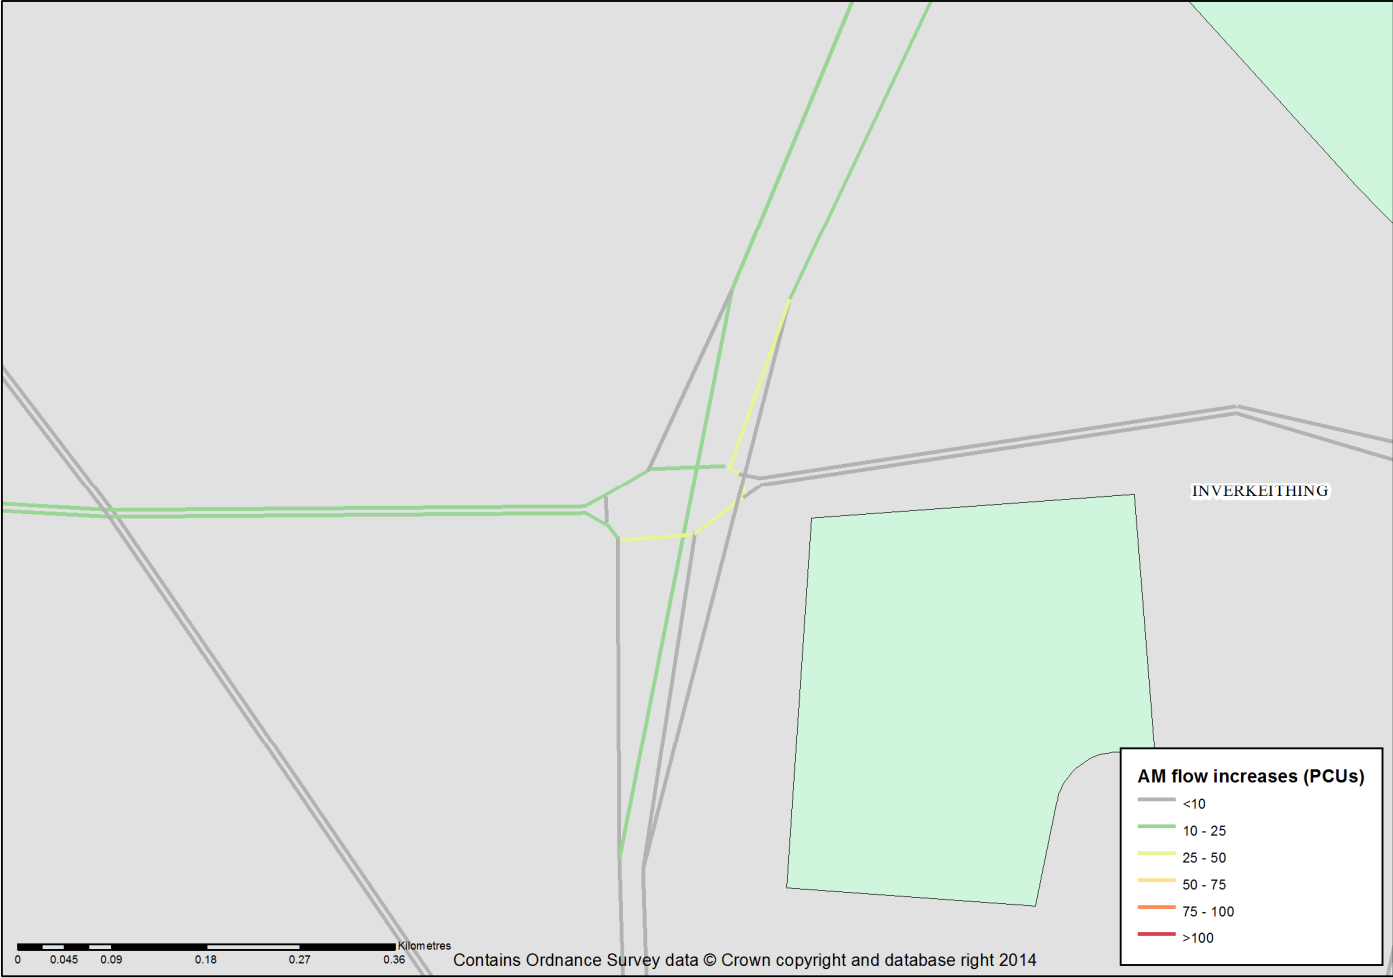 INVERKEITHING
AM flow increases (PCUs)
<10
10 - 25
25 - 50
50 - 75
75 - 100
>100
Kilometres
0 0.045 0.09 0.18 0.27 0.36
Contains Ordnance Survey data © Crown copyright and database right 2014